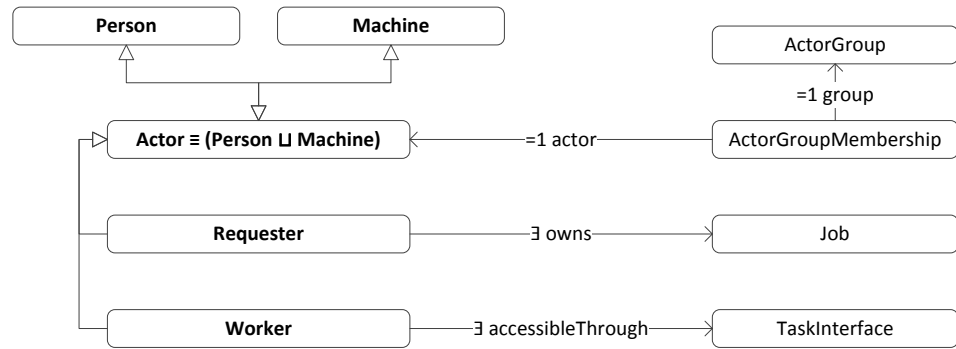 Person
Machine
ActorGroup
=1 group
Actor ≡ (Person ⊔ Machine)
=1 actor
ActorGroupMembership
Requester
∃ owns
Job
Worker
∃ accessibleThrough
TaskInterface